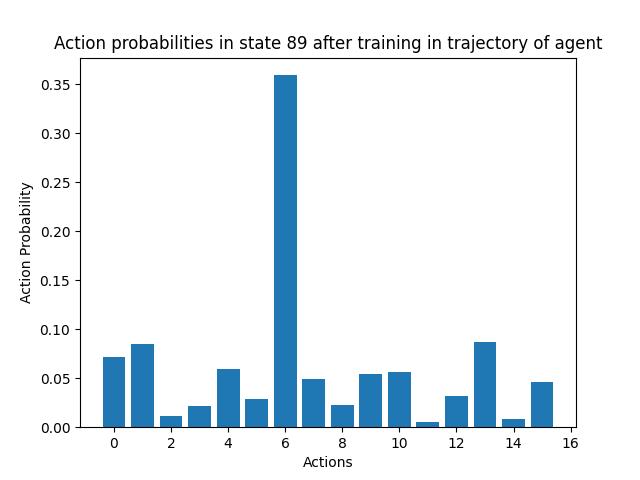 Action probabilities in state 89 after training in trajectory of agent
0.35
0.30
0.25
0.20
0.15
0.10
0.05
0.00
Action Probability
0 2 4 6 8 10 12 14 16
Actions